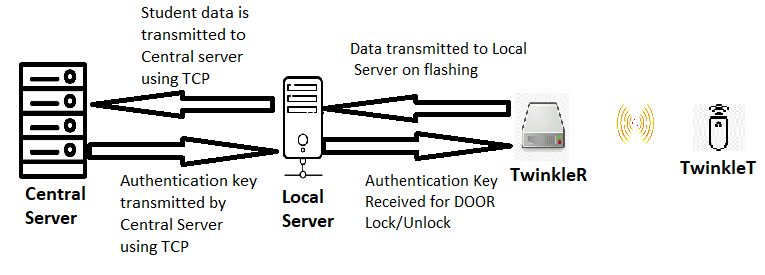 Student data is
transmitted to
Central server
using TCP
Data transmitted to Local
Server on flashing
Central
Server
Authentication key
transmitted by
Central Server
using TCP
Local
Server
Authentication Key
Received for DOOR
Lock/Unlock
TwinkleR
TwinkleT